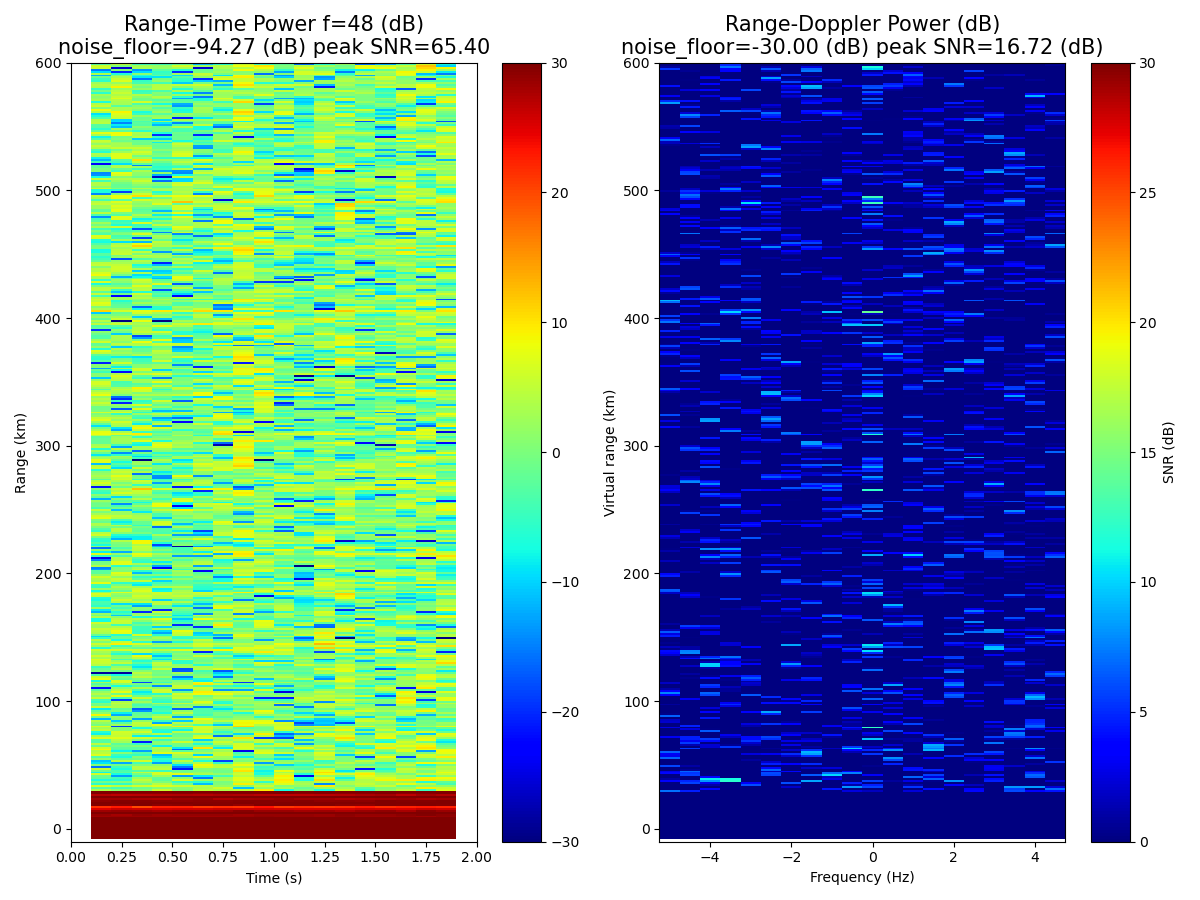 Range-Time Power f=48 (dB)
noise_floor=-94.27 (dB) peak SNR=65.40
600
500
400
300
200
100
0
Range (km)
0.00 0.25 0.50 0.75 1.00 1.25 1.50 1.75 2.00
Time (s)
30
20
10
0
−10
−20
−30
Range-Doppler Power (dB)
noise_floor=-30.00 (dB) peak SNR=16.72 (dB)
600
500
400
300
200
100
0
Virtual range (km)
−4 −2 0 2 4
Frequency (Hz)
30
25
20
15
10
5
0
SNR (dB)